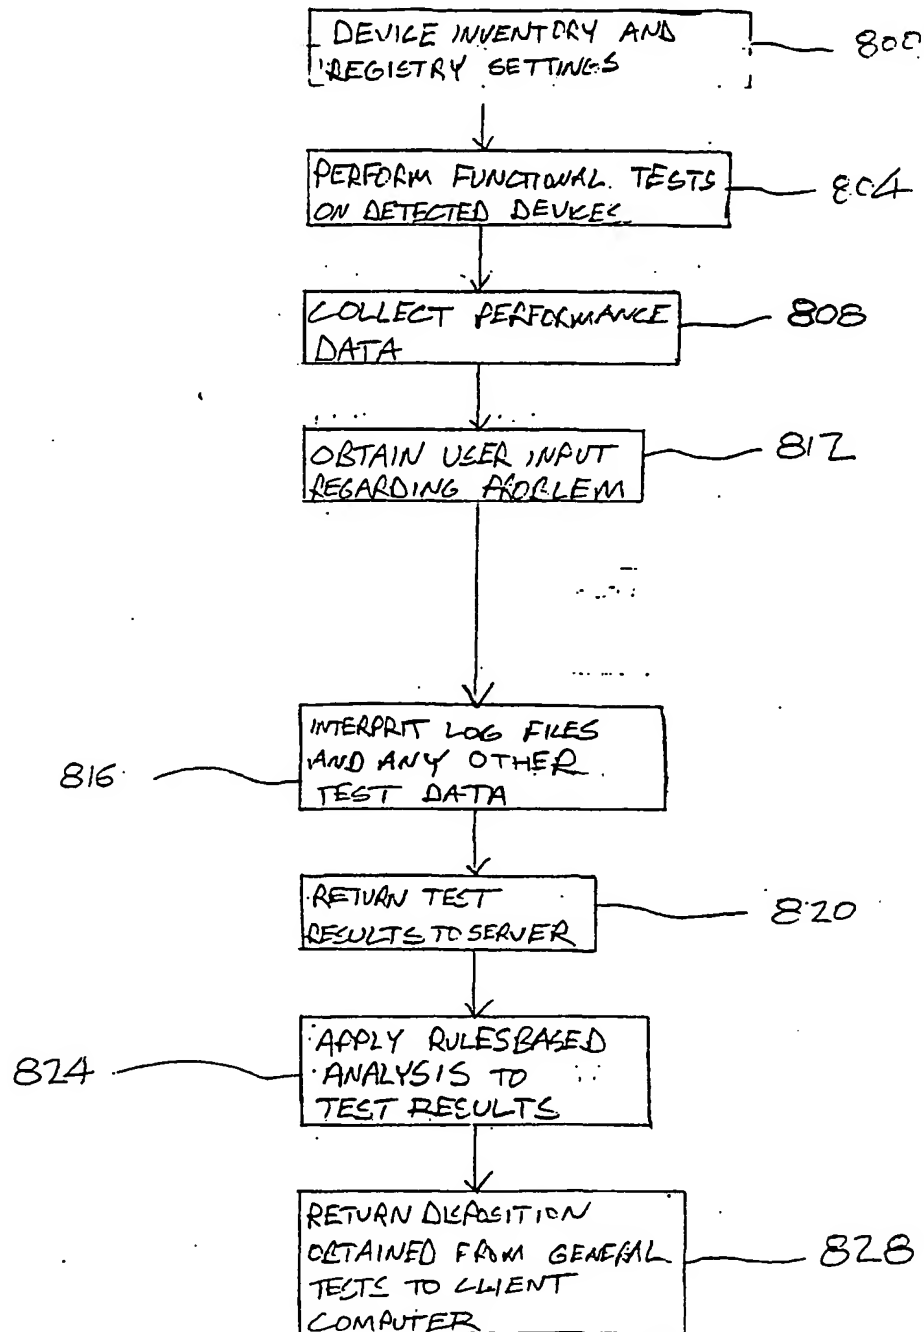 DEVICE INVENTORY AND
REGISTRY SETTINGS
800
PERFORM FUNCTIONAL TESTS
ON DETECTED DEVICES
804
COLLECT PERFORMANCE
DATA
808
OBTAIN USER INPUT
REGARDING PROBLEM
812
INTERPRIT LOG FILES
AND ANY OTHER
TEST DATA
816
RETURN TEST
RESULTS TO SERVER
820
APPLY RULES BASED
ANALYSIS TO
TEST RESULTS
824
RETURN DISPOSITION
OBTAINED FROM GENERAL
TESTS TO CLIENT
COMPUTER
828